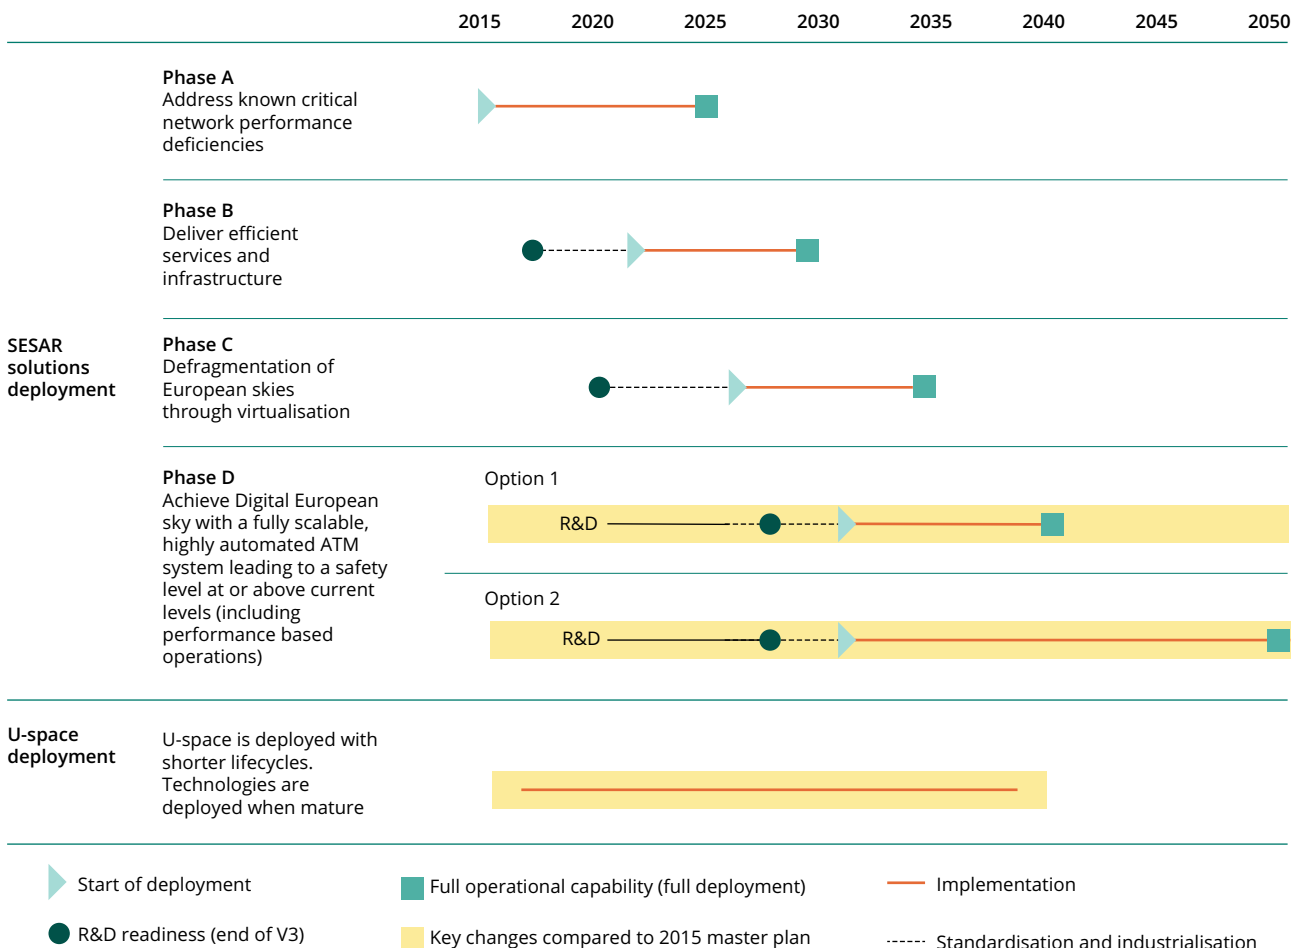 2015 2020 2025 2030 2035 2040 2045 2050
Phase A
Address known critical
network performance
deficiencies
Phase B
Deliver efficient
services and
infrastructure
SESAR
solutions
deployment
Phase C
Defragmentation of
European skies
through virtualisation
Phase D
Achieve Digital European
sky with a fully scalable,
highly automated ATM
system leading to a safety
level at or above current
levels (including
performance based
operations)
Option 1
R&D
Option 2
R&D
U-space
deployment
U-space is deployed with
shorter lifecycles.
Technologies are
deployed when mature
Start of deployment
Full operational capability (full deployment)
Implementation
R&D readiness (end of V3)
Key changes compared to 2015 master plan
Standardisation and industrialisation